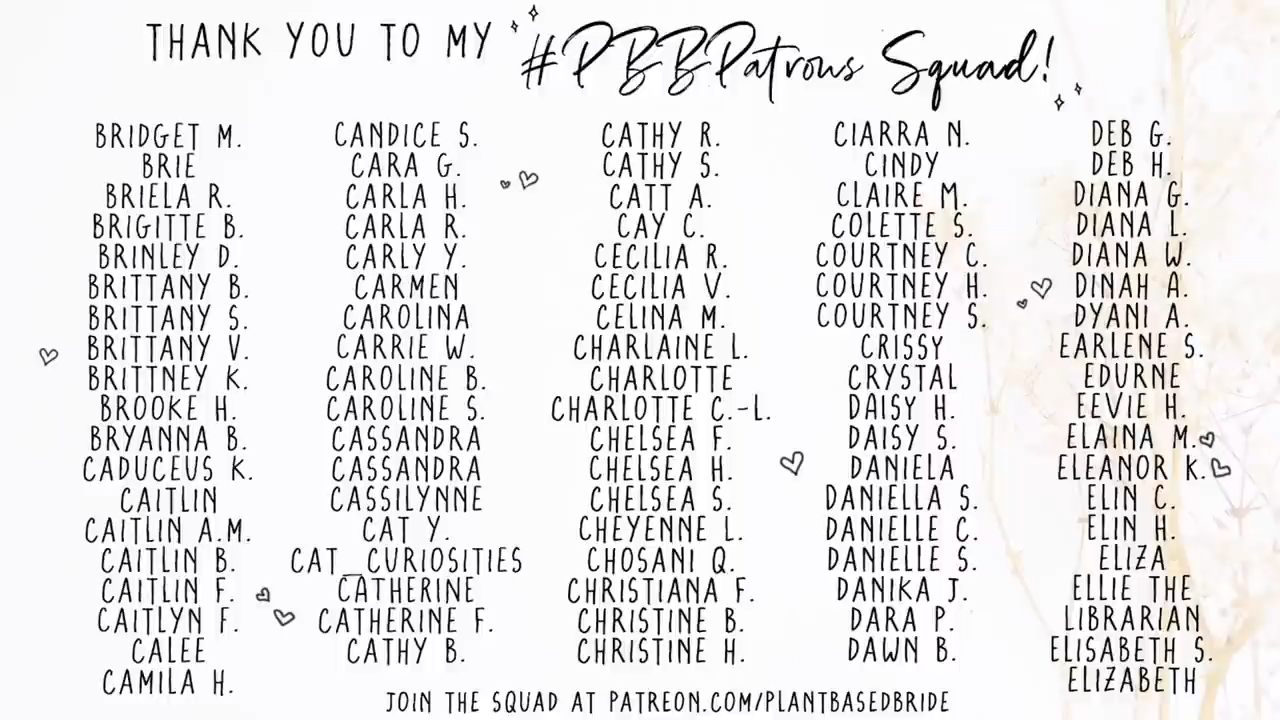 THANK YOU TO MY #PBBPatrons Squad!
BRIDGET M.
BRIE
BRIELA R.
BRIGITTE B.
BRINLEY D.
BRITTANY B.
BRITTANY S.
BRITTANY V.
BRITTNEY K.
BROOKE H.
BRYANNA B.
CADUCEUS K.
CAITLIN
CAITLIN A.M.
CAITLIN B.
CAITLIN F.
CAITLYN F.
CALEE
CAMILA H.
CANDICE S.
CARA G.
CARLA H.
CARLA R.
CARLY Y.
CARMEN
CAROLINA
CARRIE W.
CAROLINE B.
CAROLINE S.
CASSANDRA
CASSANDRA
CASSILYNNE
CAT Y.
CAT_CURIOSITIES
CATHERINE
CATHERINE F.
CATHY B.
CATHY R.
CATHY S.
CATT A.
CAY C.
CECILIA R.
CECILIA V.
CELINA M.
CHARLAINE L.
CHARLOTTE
CHARLOTTE C.-L.
CHELSEA F.
CHELSEA H.
CHELSEA S.
CHEYENNE L.
CHOSANI Q.
CHRISTIANA F.
CHRISTINE B.
CHRISTINE H.
CIARRA N.
CINDY
CLAIRE M.
COLETTE S.
COURTNEY C.
COURTNEY H.
COURTNEY S.
CRISSY
CRYSTAL
DAISY H.
DAISY S.
DANIELA
DANIELLA S.
DANIELLE C.
DANIELLE S.
DANIKA J.
DARA P.
DAWN B.
DEB G.
DEB H.
DIANA G.
DIANA L.
DIANA W.
DINAH A.
DYANI A.
EARLENE S.
EDURNE
EEVIE H.
ELAINA M.
ELEANOR K.
ELIN C.
ELIN H.
ELIZA
ELLIE THE
LIBRARIAN
ELISABETH S.
ELIZABETH
JOIN THE SQUAD AT PATREON.COM/PLANTBASEDBRIDE